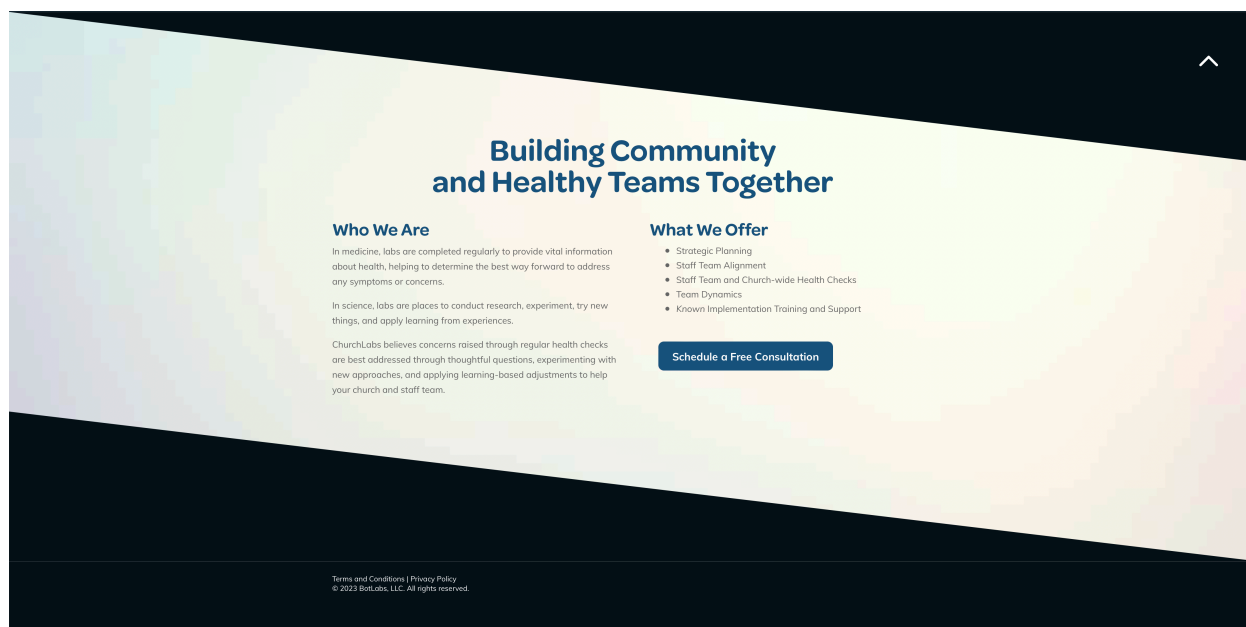 Building Community
and Healthy Teams Together
Who We Are
In medicine, labs are completed regularly to provide vital information
about health, helping to determine the best way forward to address
any symptoms or concerns.
In science, labs are places to conduct research, experiment, try new
things, and apply learning from experiences.
ChurchLabs believes concerns raised through regular health checks
are best addressed through thoughtful questions, experimenting with
new approaches, and applying learning-based adjustments to help
your church and staff team.
What We Offer
• Strategic Planning
• Staff Team Alignment
• Staff Team and Church-wide Health Checks
• Team Dynamics
• Known Implementation Training and Support
Schedule a Free Consultation
Terms and Conditions | Privacy Policy
© 2023 BotLabs, LLC. All rights reserved.